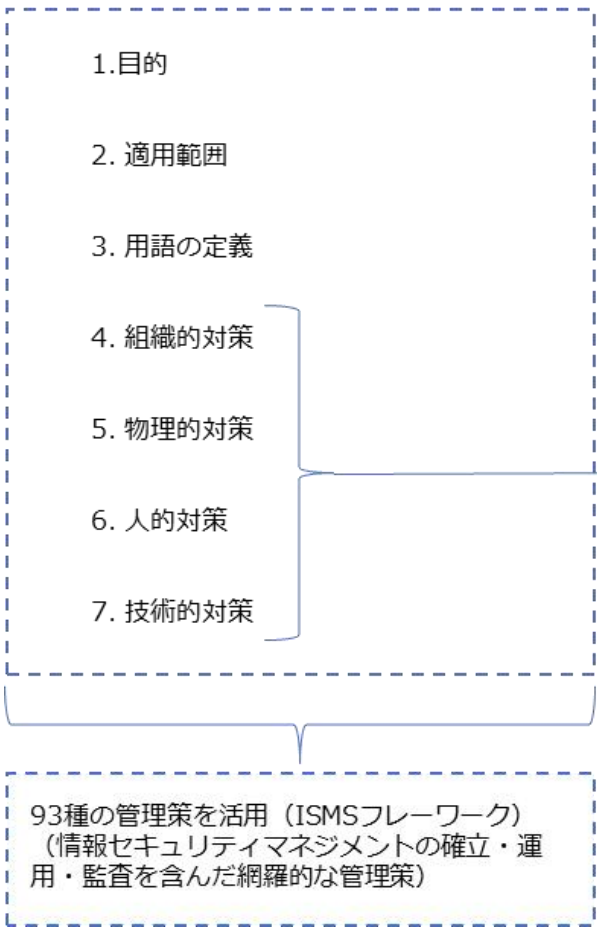 1.目的
2. 適用範囲
3. 用語の定義
4. 組織的対策
5. 物理的対策
6. 人的対策
7. 技術的対策
93種の管理策を活用（ISMSフレーワーク）
（情報セキュリティマネジメントの確立・運
用・監査を含んだ網羅的な管理策）